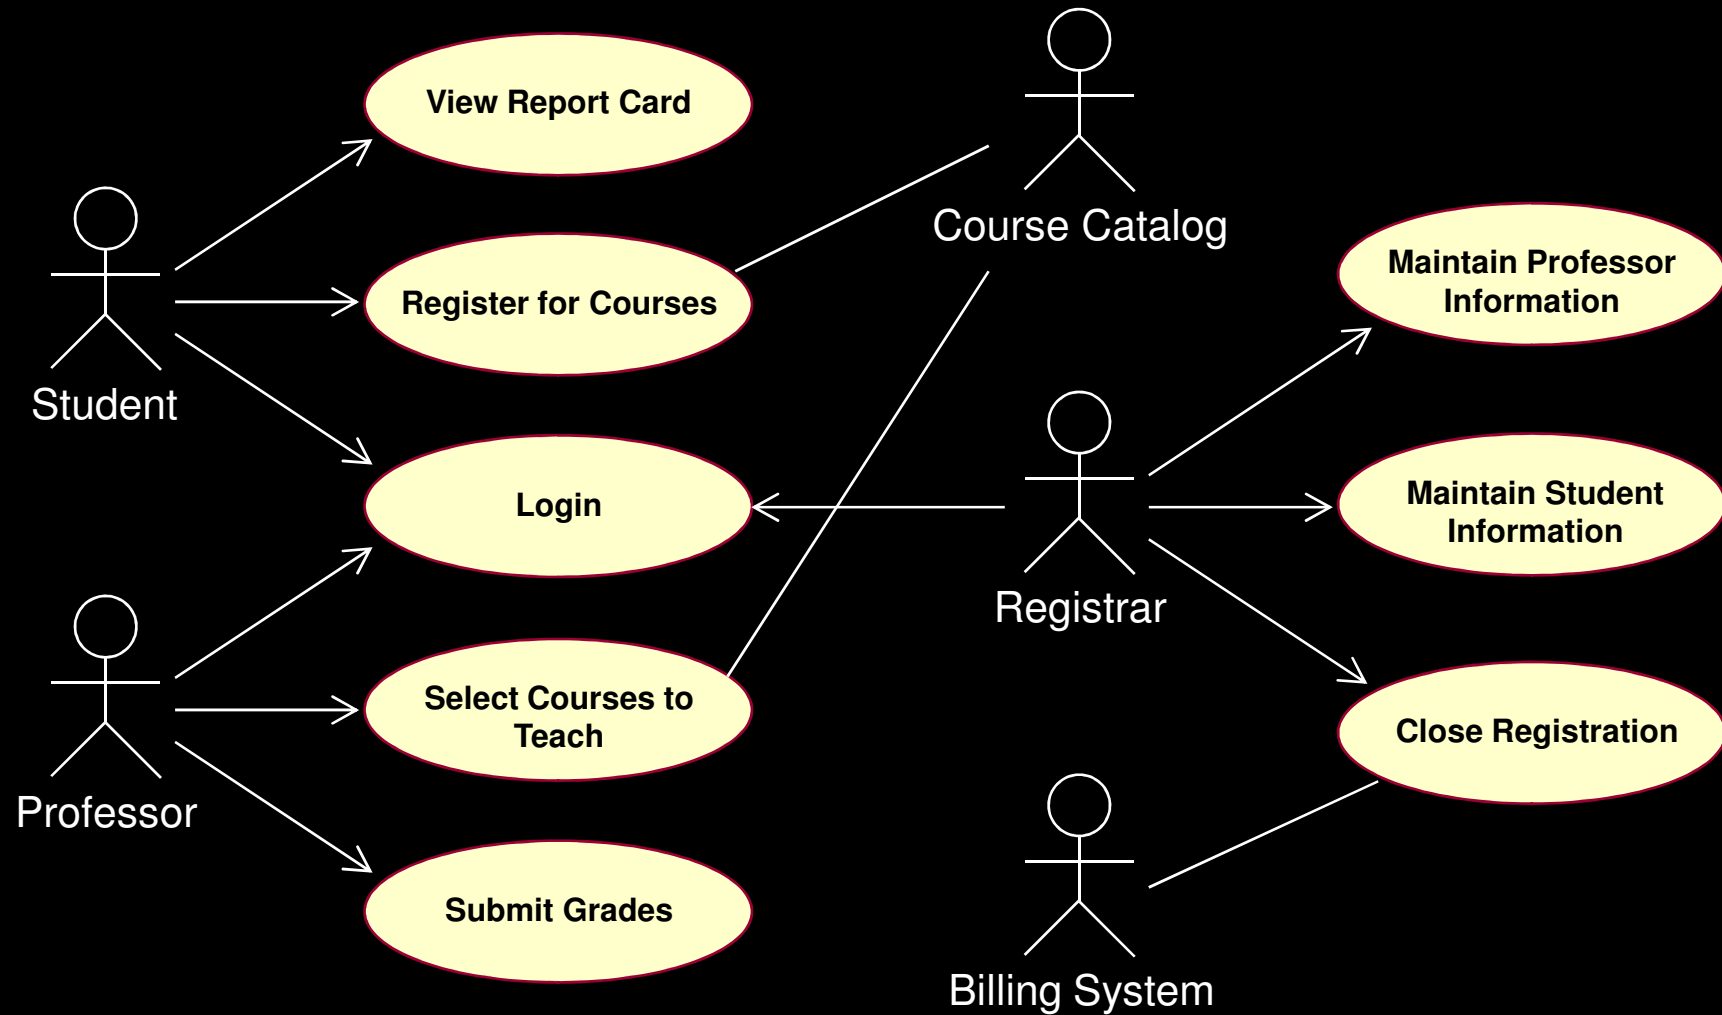 View Report Card
Course Catalog
Maintain Professor
Information
Register for Courses
Student
Login
Maintain Student
Information
Registrar
Select Courses to
Teach
Close Registration
Professor
Submit Grades
Billing System